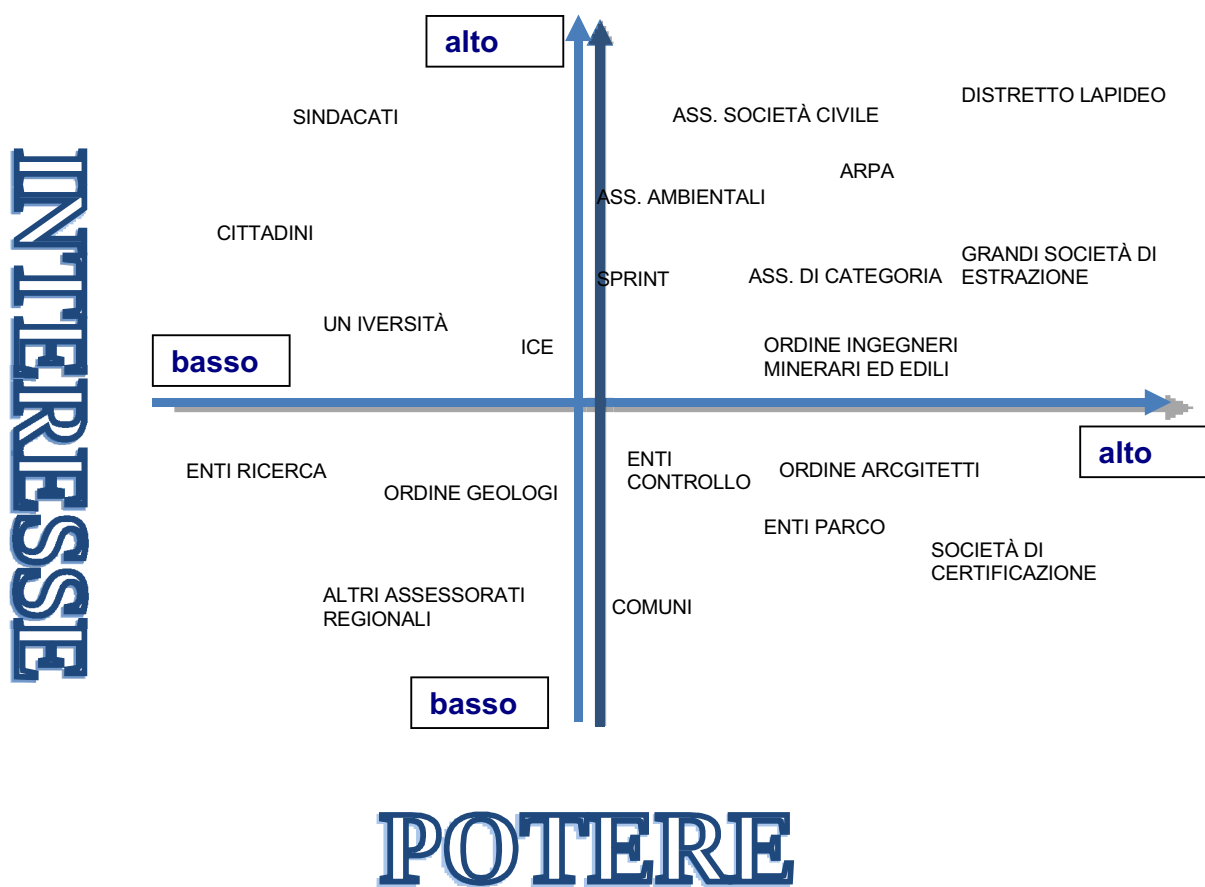 alto
DISTRETTO LAPIDEO
SINDACATI
ASS. SOCIETÀ CIVILE
ARPA
ASS. AMBIENTALI
CITTADINI
GRANDI SOCIETÀ DI
ESTRAZIONE
SPRINT
ASS. DI CATEGORIA
UN IVERSITÀ
ICE
ORDINE INGEGNERI
MINERARI ED EDILI
basso
INTIERIESSIE
alto
ENTI RICERCA
ORDINE GEOLOGI
ENTI
CONTROLLO
ORDINE ARCGITETTI
ENTI PARCO
SOCIETÀ DI
CERTIFICAZIONE
ALTRI ASSESSORATI
REGIONALI
COMUNI
basso
POTERE